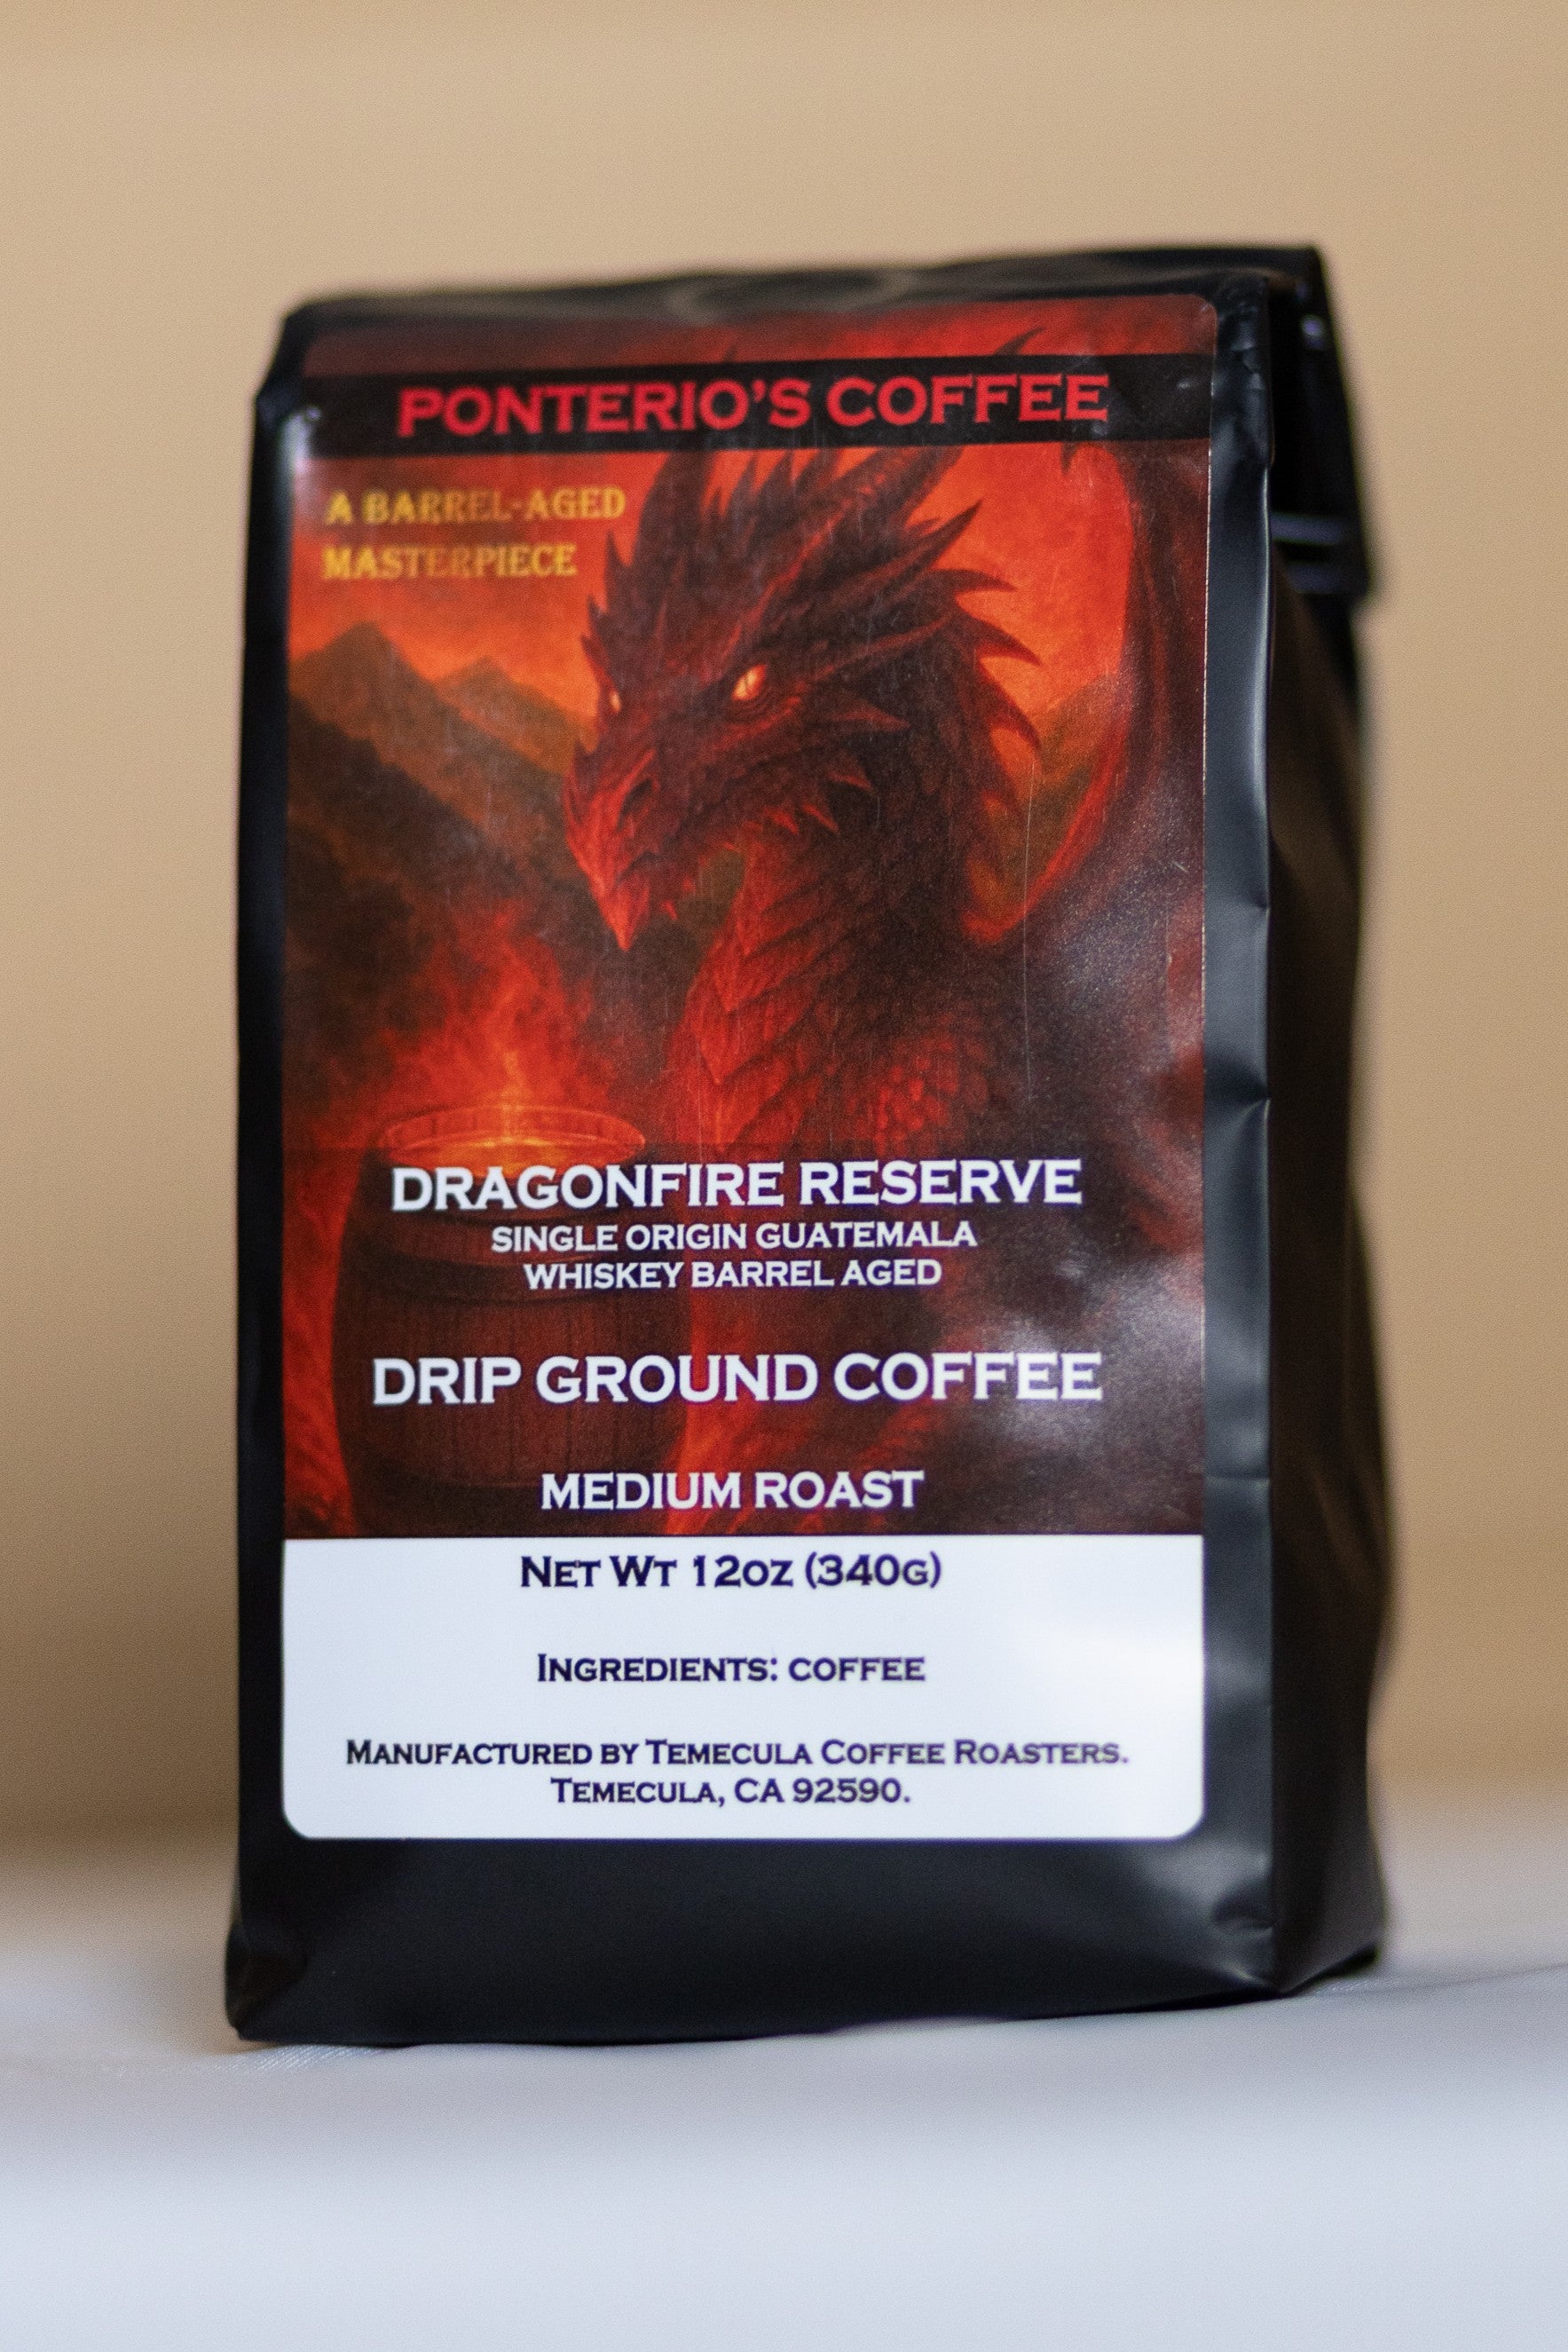 PONTERIO'S COFFEE
A BARREL-AGED
MASTERPIECE
DRAGONFIRE RESERVE
SINGLE ORIGIN GUATEMALA
WHISKEY BARREL AGED
DRIP GROUND COFFEE
MEDIUM ROAST
NET WT 12OZ (340G)
INGREDIENTS: COFFEE
MANUFACTURED BY TEMECULA COFFEE ROASTERS.
TEMECULA, CA 92590.